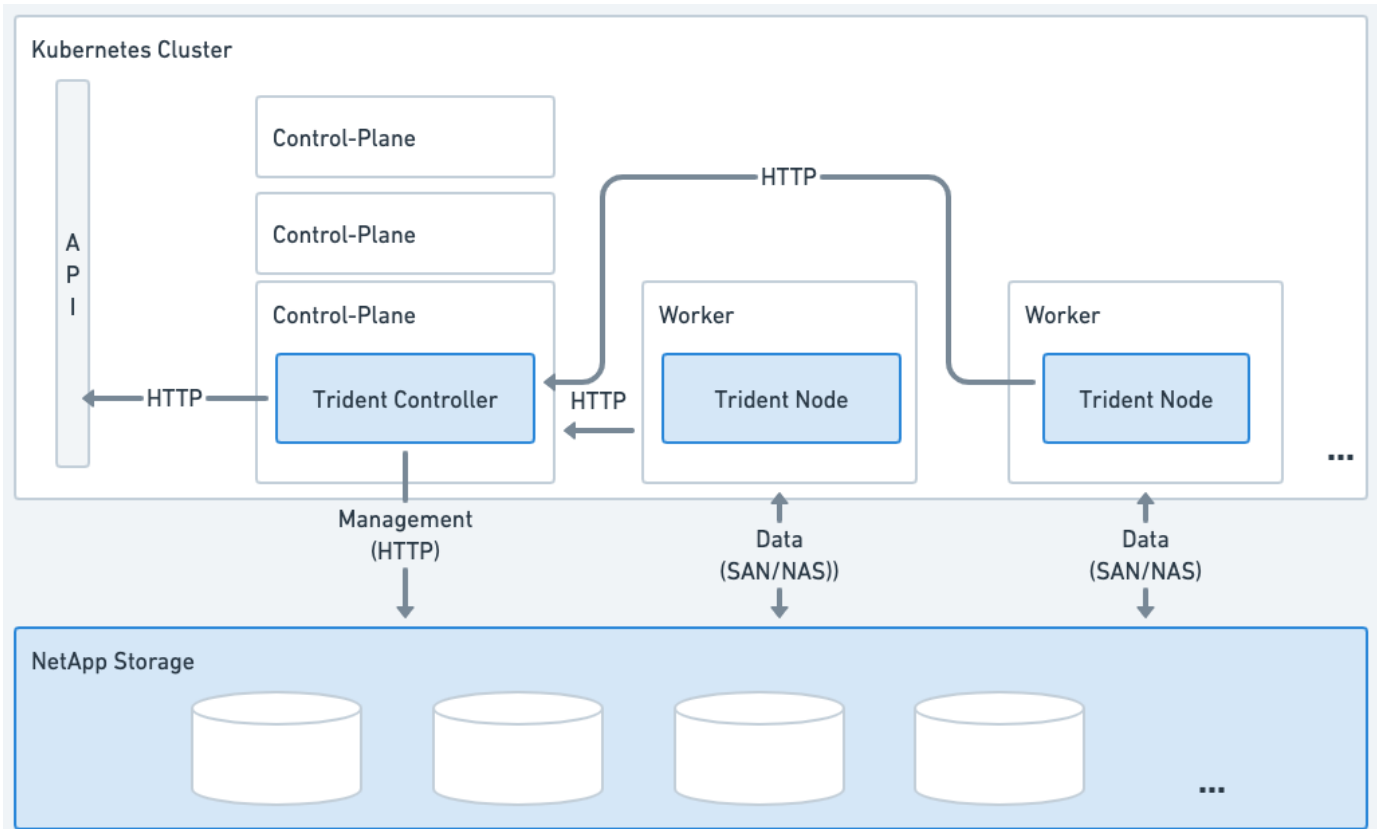 Kubernetes Cluster
A
P
I
Control-Plane
Control-Plane
Control-Plane
Trident Controller
HTTP
HTTP
HTTP
Worker
Trident Node
Worker
Trident Node
...
Management
(HTTP)
Data
(SAN/NAS))
Data
(SAN/NAS)
NetApp Storage
...